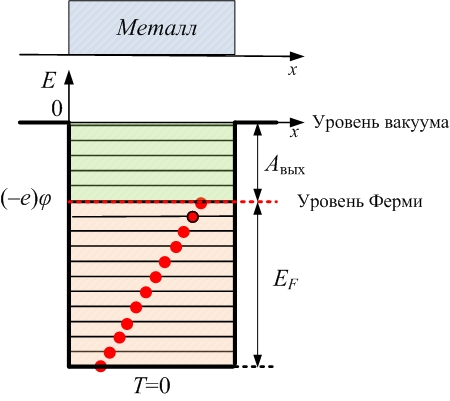 Металл
x
E
0
x
Уровень вакуума
Aвых
(−e)φ
Уровень Ферми
EF
T=0